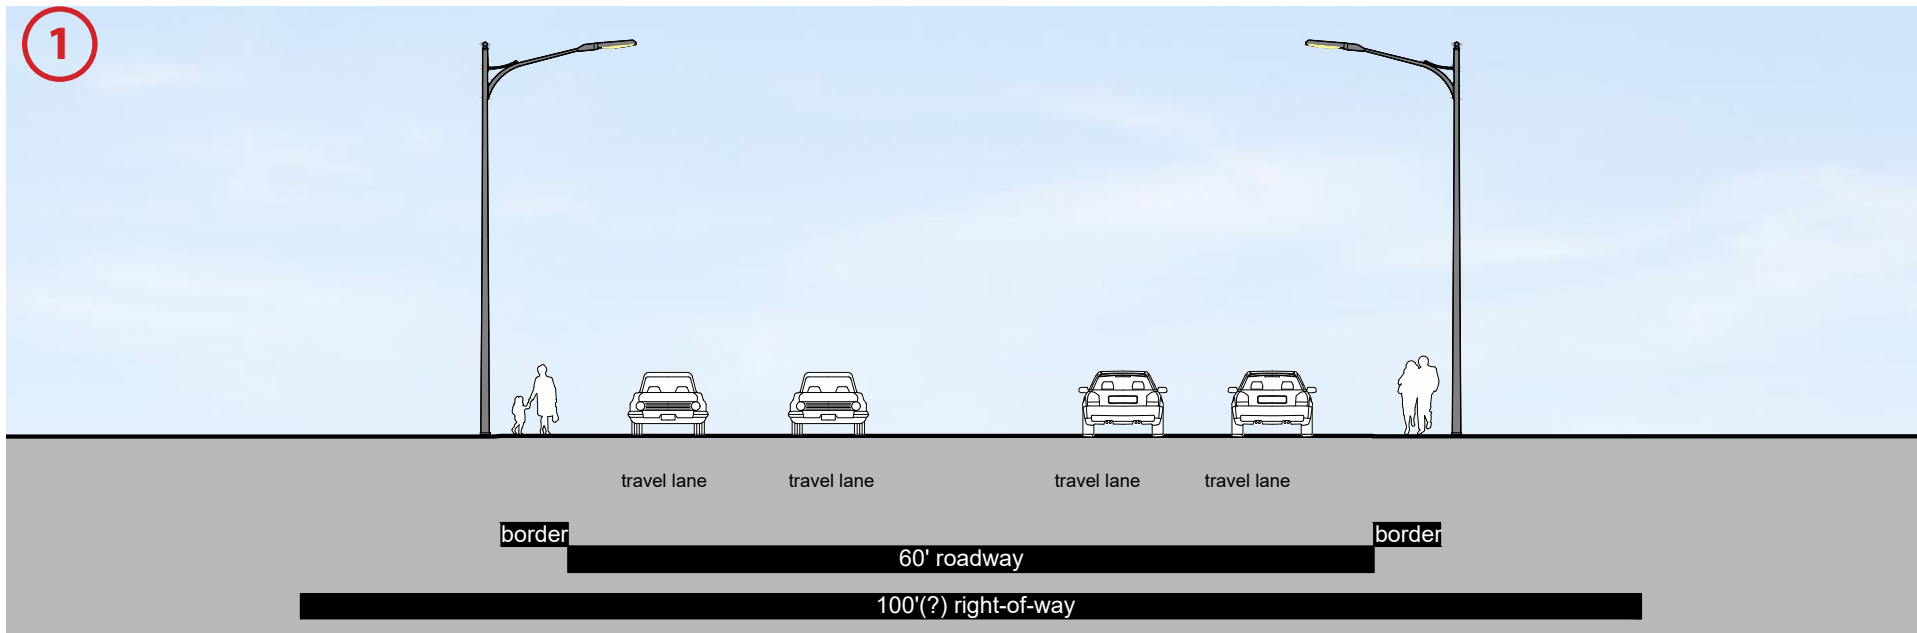 1
travel lane travel lane travel lane travel lane
border border
60' roadway
100'(?) right-of-way